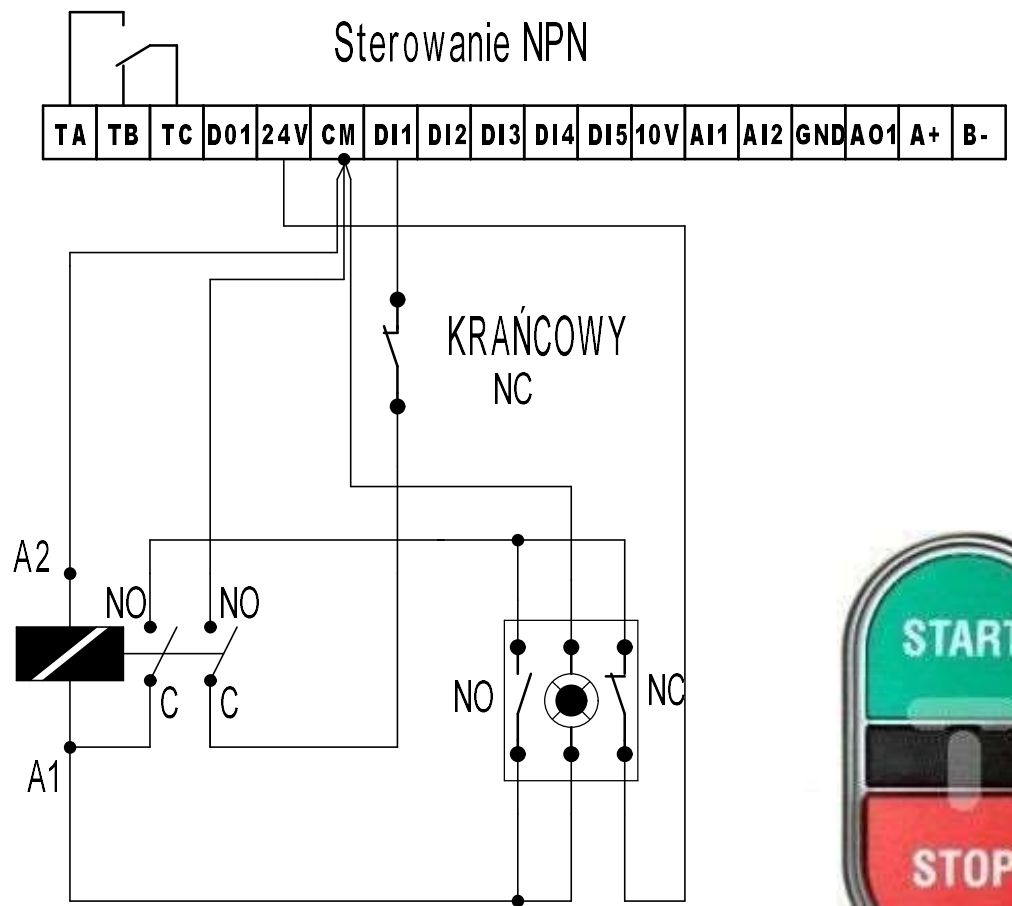 Sterowanie NPN
TA TB TC D01 24V CM DI1 DI2 DI3 DI4 DI5 10V AI1 AI2 GND AO1 A+ B-
KRAŃCOWY
NC
A2
NO NO
C C
A1
NO NC
START
STOP